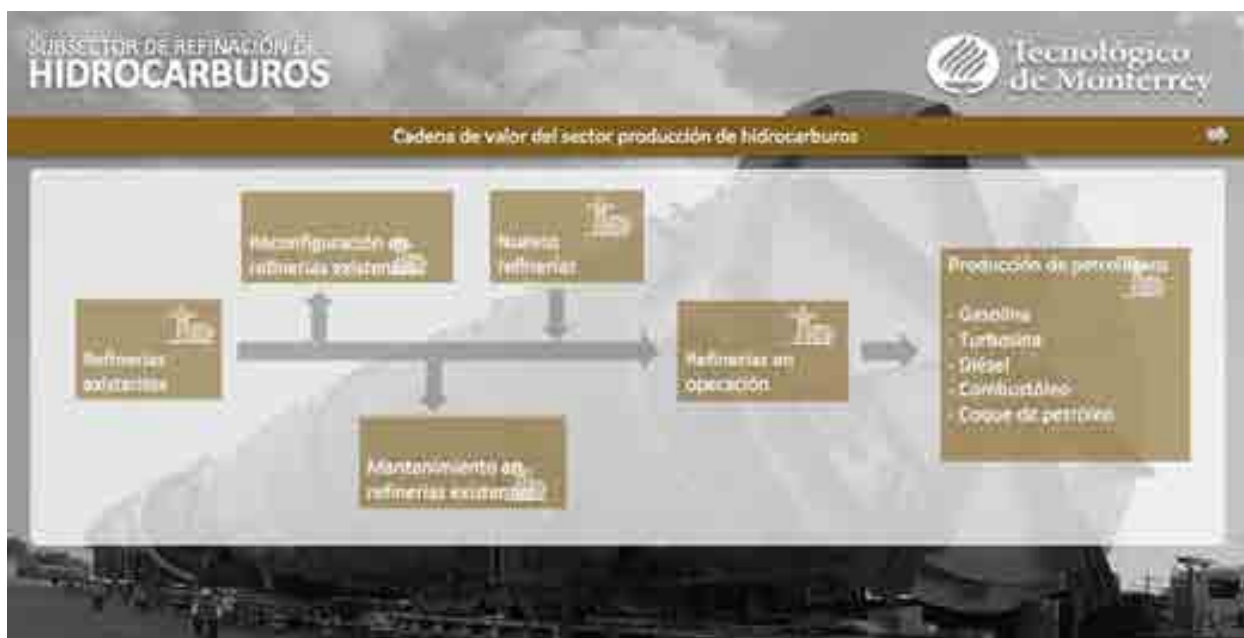 SUBSECTOR DE REFINACIÓN DE
HIDROCARBUROS
Tecnológico
de Monterrey
Cadena de valor del sector producción de hidrocarburos
Reconfiguración en
refinerías existentes
Nuevas
refinerías
Refinerías
existentes
Mantenimiento en
refinerías existentes
Refinerías en
operación
Producción de petrolíferos
- Gasolina
- Turbosina
- Diésel
- Combustóleo
- Coque de petróleo